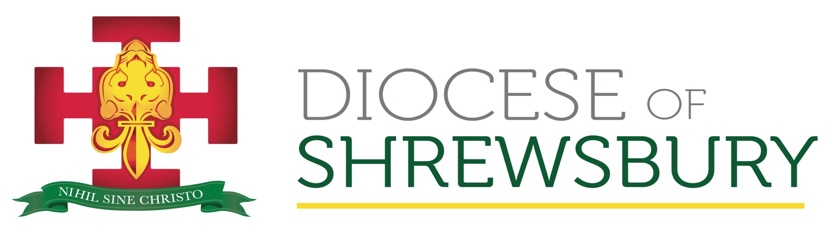 DIOCESE OF
SHREWSBURY
NIHIL SINE CHRISTO